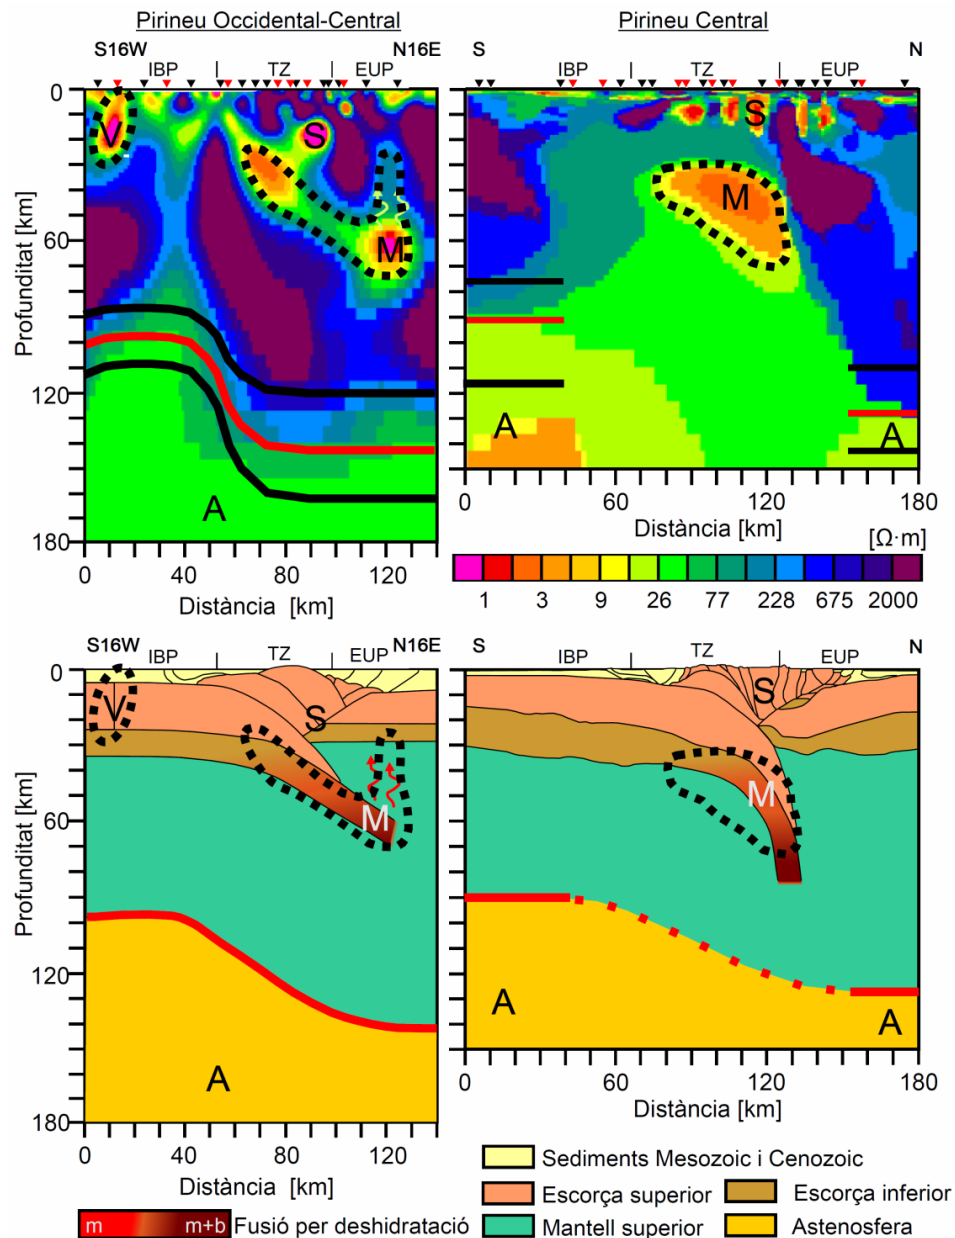 Pirineu Occidental-Central
S16W N16E
IBP TZ EUP
V S M A
0
60
120
180
Profunditat [km]
0 40 80 120
Distància [km]
Pirineu Central
S N
IBP TZ EUP
S M A A
0 60 120 180
Distància [km]
[Ω·m]
1 3 9 26 77 228 675 2000
S16W N16E
IBP TZ EUP
V S M A
0
60
120
180
Profunditat [km]
0 40 80 120
Distància [km]
S N
IBP TZ EUP
S M A A
0 60 120 180
Distància [km]
Sediments Mesozoic i Cenozoic
Escorça superior Escorça inferior
m m+b Fusió per deshidratació Mantell superior Astenosfera